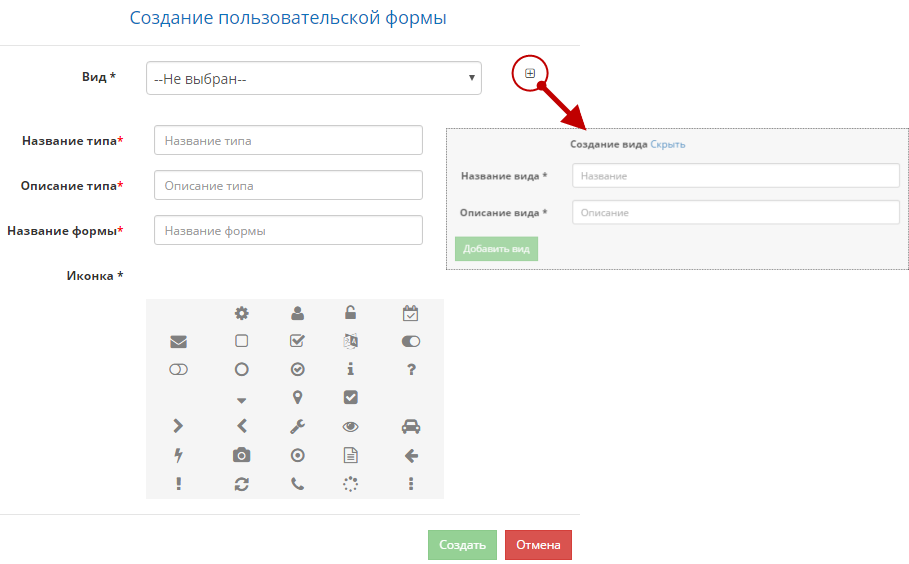 Создание пользовательской формы
Вид * --Не выбран--
Создание вида Скрыть
Название типа* Название типа
Название вида * Название
Описание типа* Описание типа
Описание вида * Описание
Название формы* Название формы
Добавить вид
Иконка *
Создать Отмена